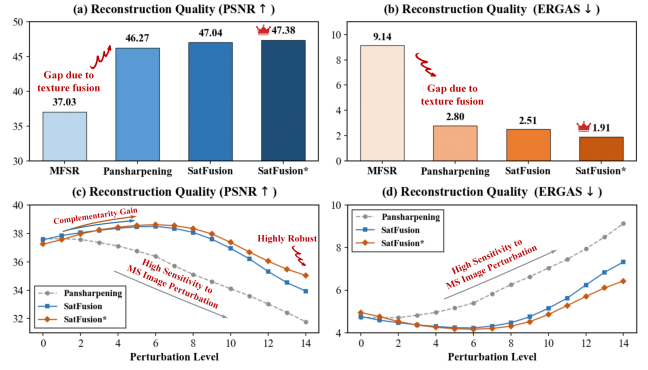 (a) Reconstruction Quality (PSNR ↑)
50
45
40
35
30
37.03
46.27
47.04
47.38
Gap due to
texture fusion
MFSR
Pansharpening
SatFusion
SatFusion*
(b) Reconstruction Quality (ERGAS ↓)
10
8
6
4
2
0
9.14
2.80
2.51
1.91
Gap due to
texture fusion
MFSR
Pansharpening
SatFusion
SatFusion*
(c) Reconstruction Quality (PSNR ↑)
40
38
36
34
32
Complementarity Gain
Highly Robust
High Sensitivity to
MS Image Perturbation
Pansharpening
SatFusion
SatFusion*
0
2
4
6
8
10
12
14
Perturbation Level
(d) Reconstruction Quality (ERGAS ↓)
10
8
6
4
Pansharpening
SatFusion
SatFusion*
High Sensitivity to
MS Image Perturbation
0
2
4
6
8
10
12
14
Perturbation Level